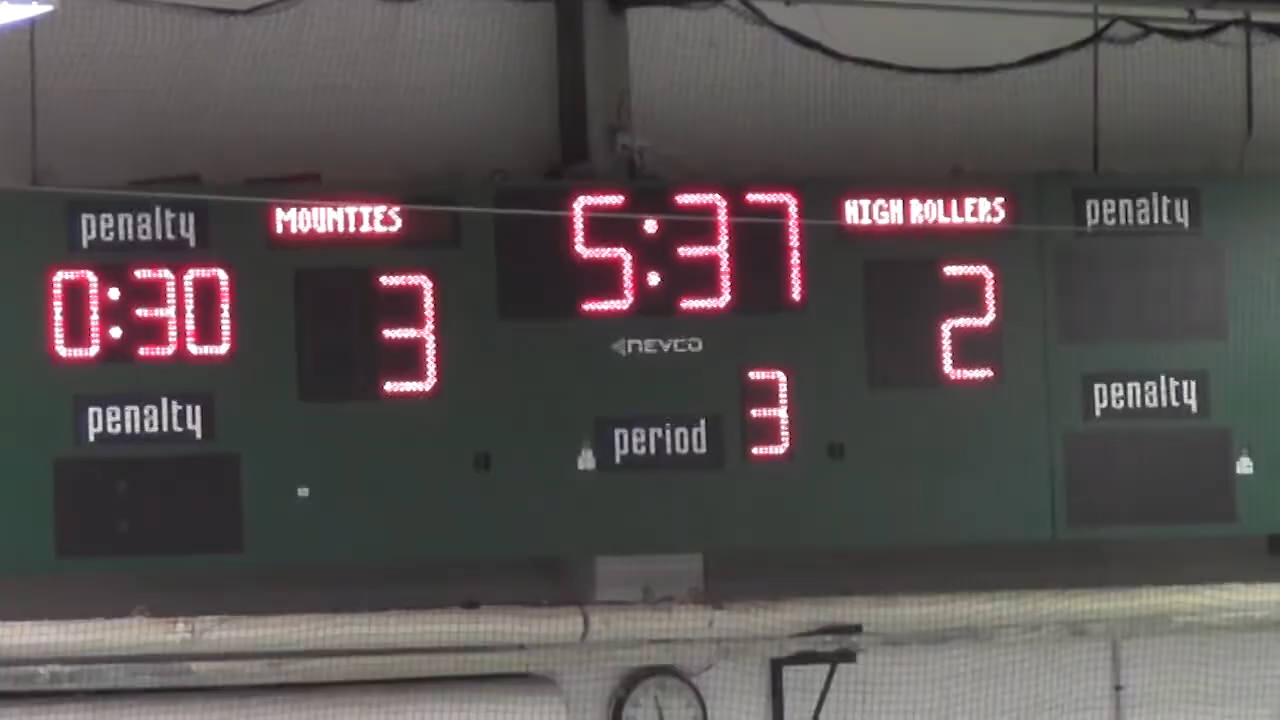 penalty
MOUNTIES
5:37
HIGH ROLLERS
penalty
0:30
3
2
NEVCO
penalty
period
3
penalty